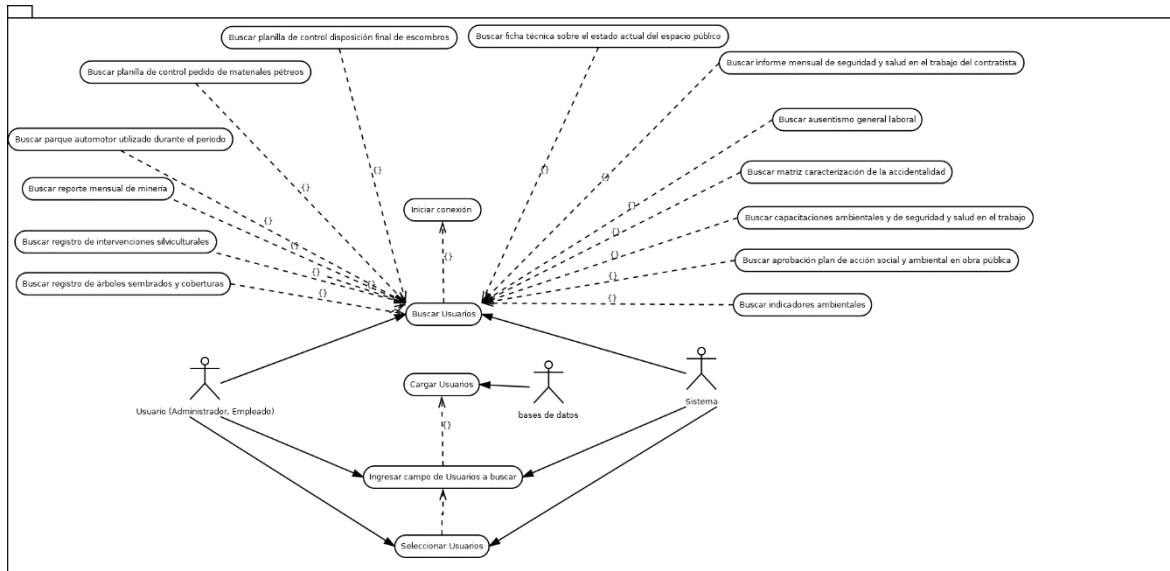 Buscar planilla de control disposición final de escombros
Buscar ficha técnica sobre el estado actual del espacio público
Buscar planilla de control pedido de materiales pétreos
Buscar informe mensual de seguridad y salud en el trabajo del contratista
Buscar parque automotor utilizado durante el período
Buscar ausentismo general laboral
Buscar reporte mensual de minería
Buscar matriz caracterización de la accidentalidad
Iniciar conexión
Buscar registro de intervenciones silviculturales
Buscar capacitaciones ambientales y de seguridad y salud en el trabajo
Buscar registro de árboles sembrados y coberturas
Buscar aprobación plan de acción social y ambiental en obra pública
Buscar indicadores ambientales
{}
{}
{}
{}
{}
{}
{}
{}
{}
{}
{}
{}
{}
{}
Buscar Usuarios
Usuario (Administrador, Empleado)
Cargar Usuarios
bases de datos
Sistema
{}
Ingresar campo de Usuarios a buscar
Seleccionar Usuarios